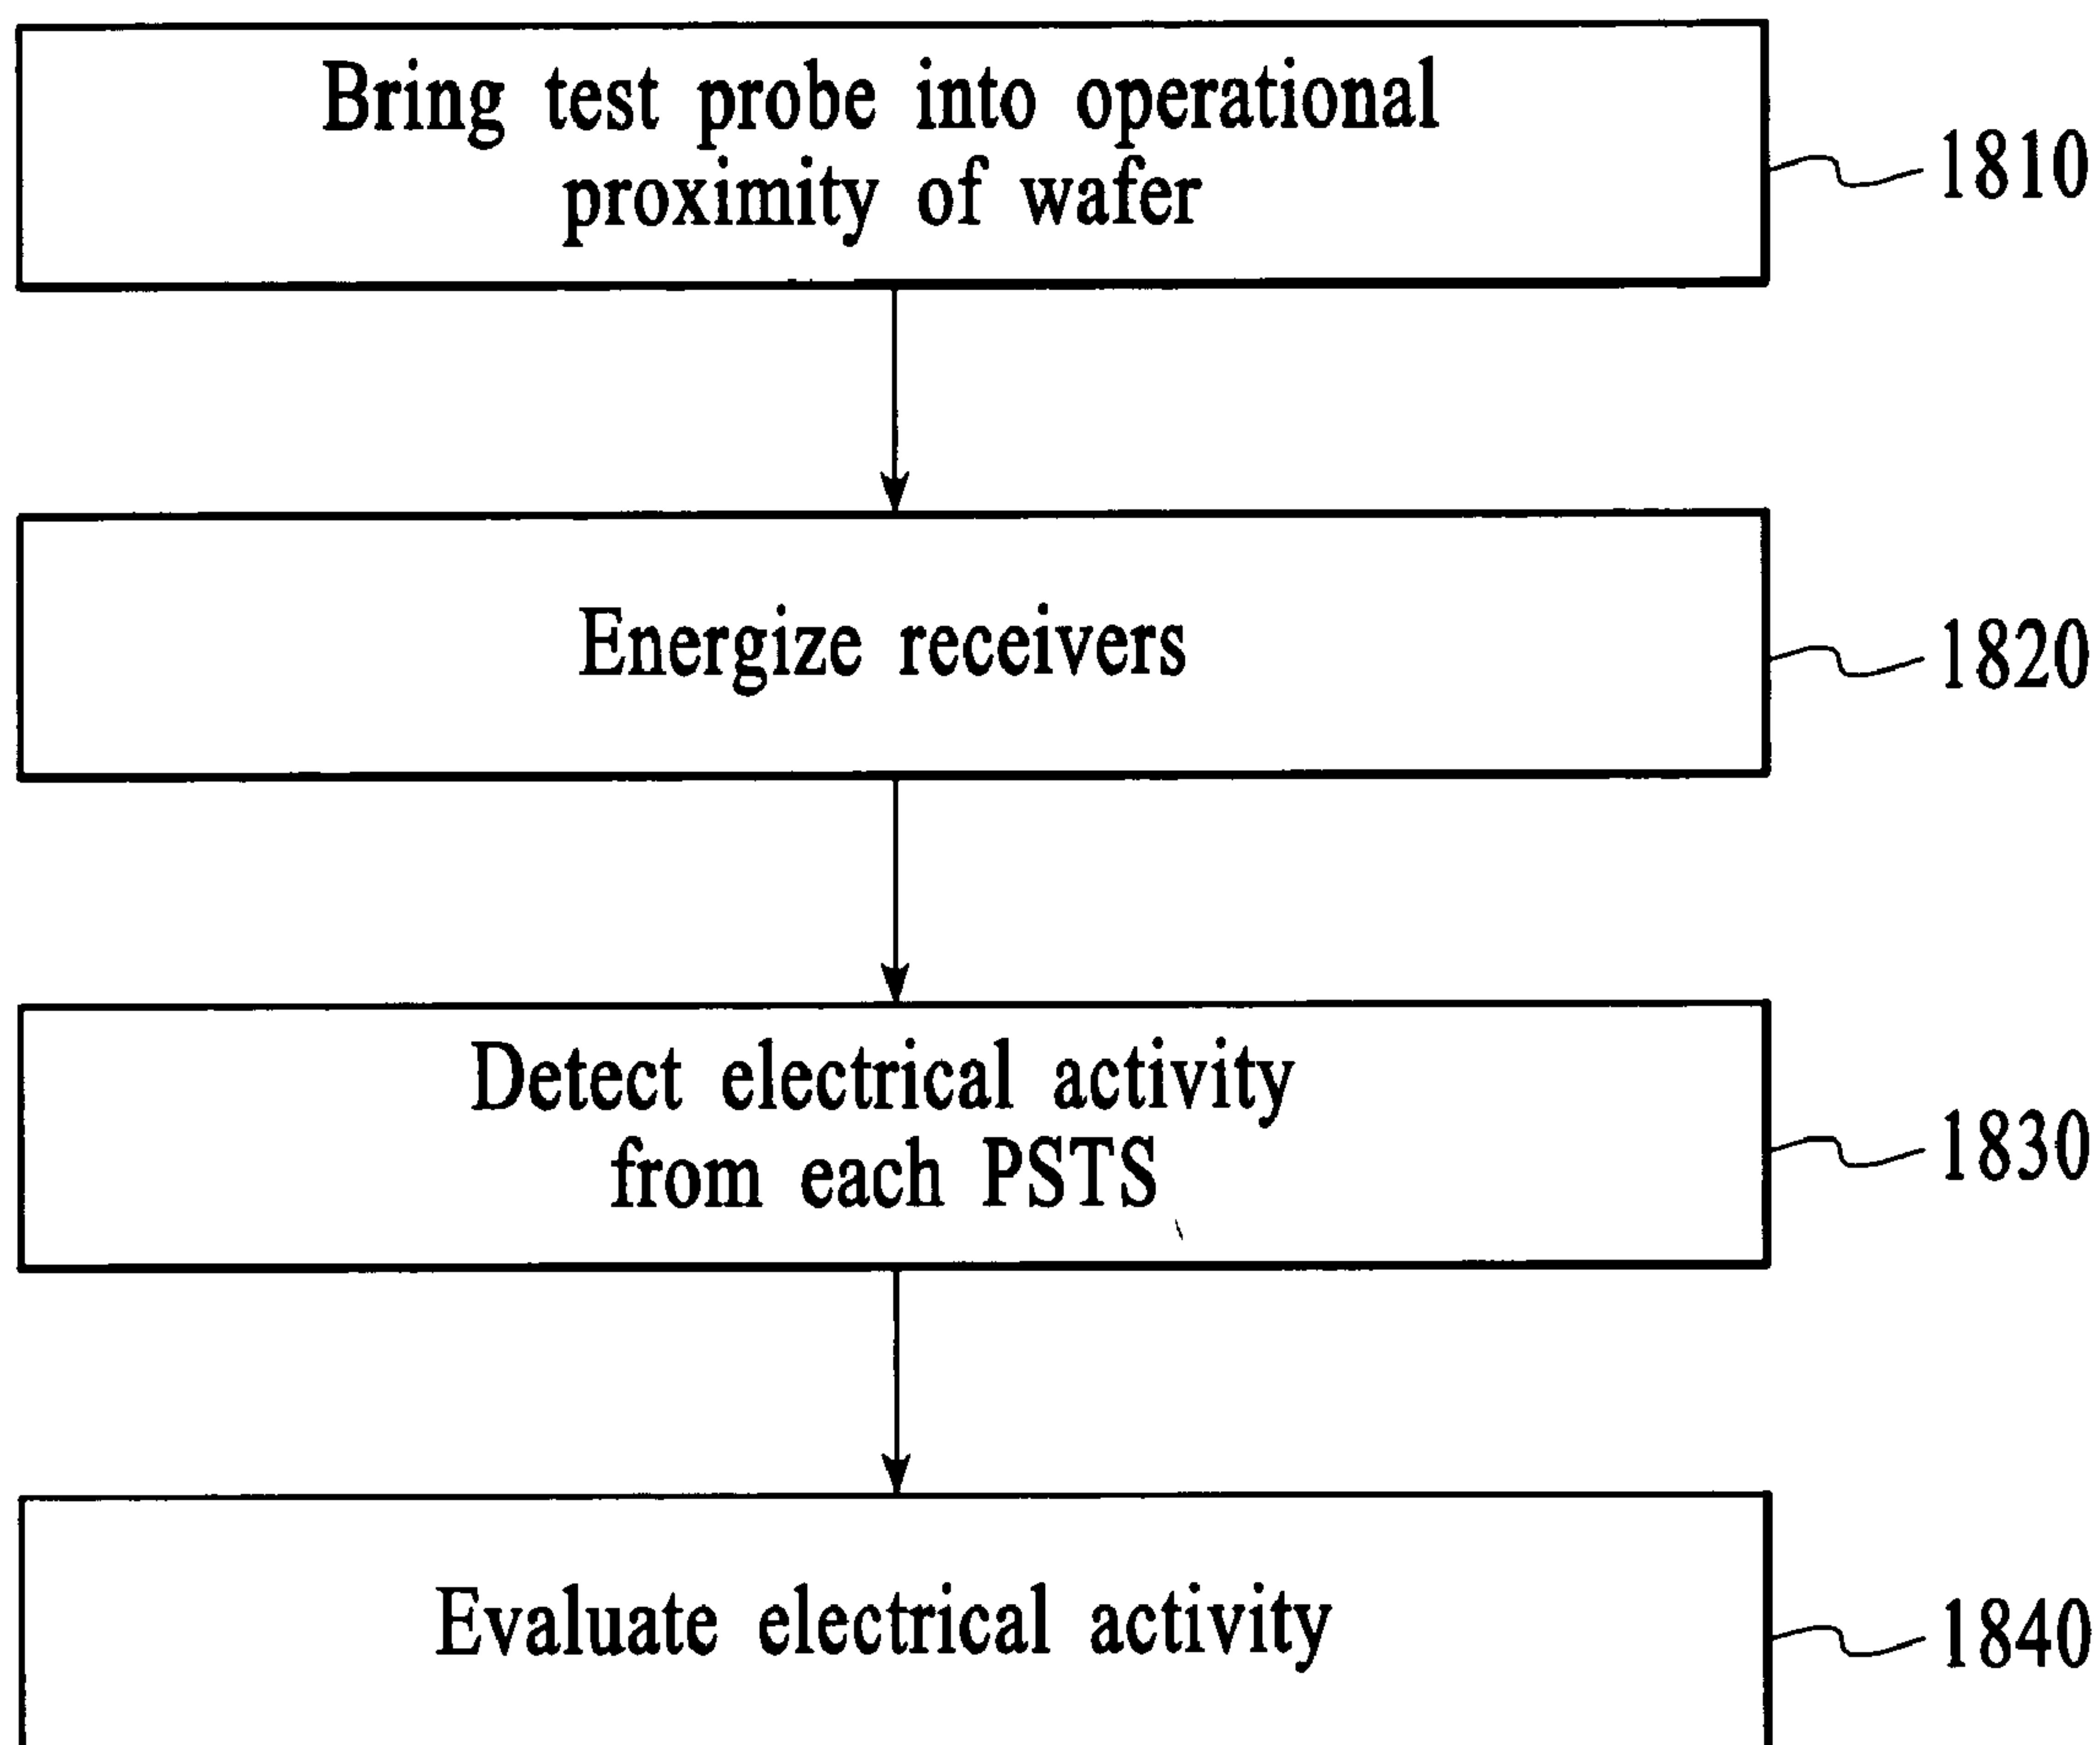 Bring test probe into operational
proximity of wafer
1810
Energize receivers
1820
Detect electrical activity
from each PSTS
1830
Evaluate electrical activity
1840